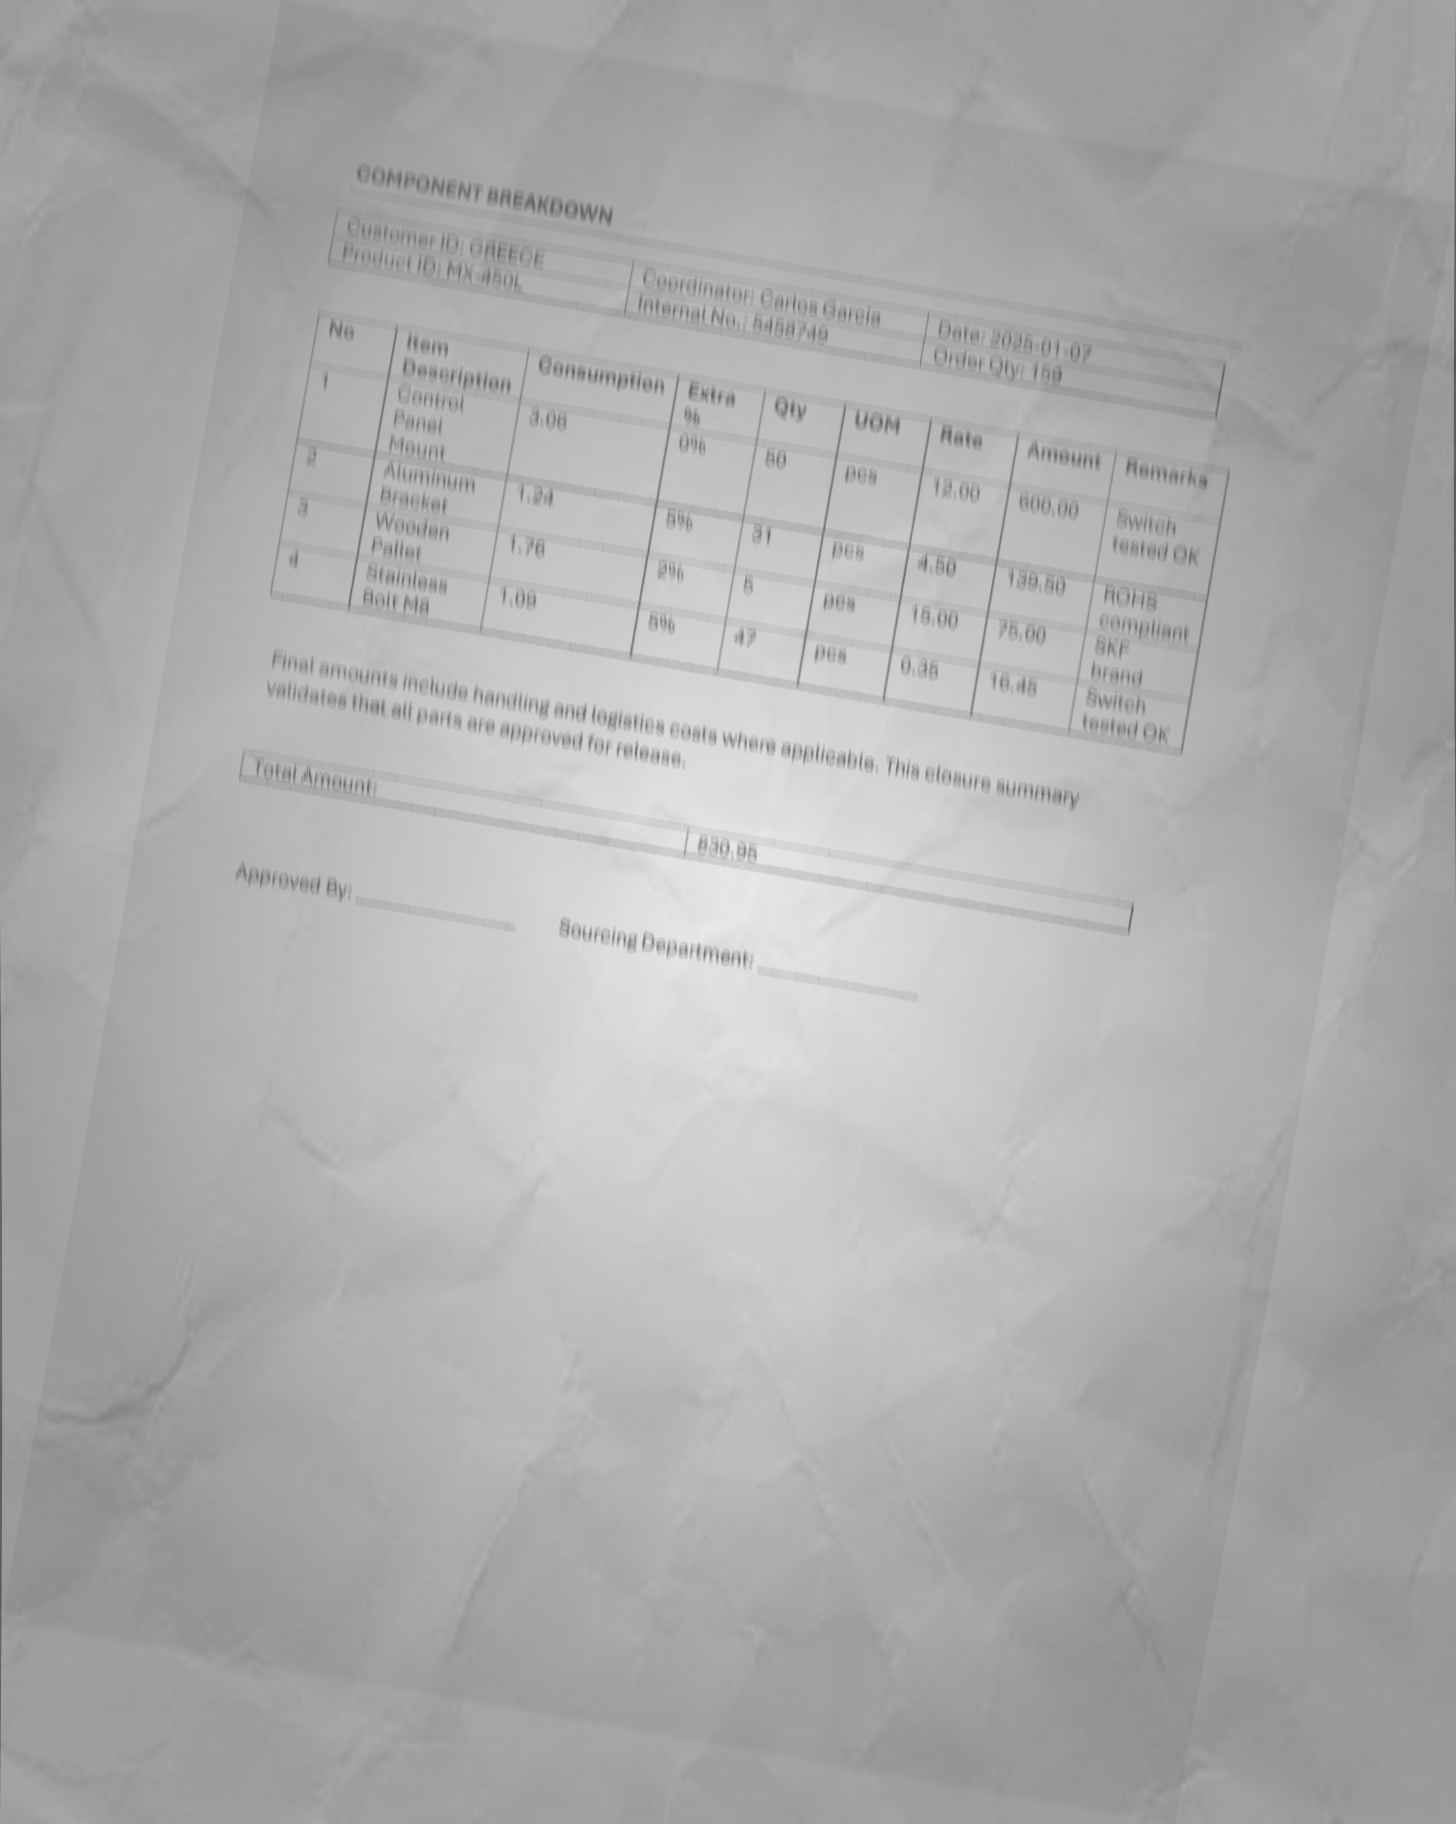 COMPONENT BREAKDOWN
Customer ID: GREECE
Product ID: MX-450L
Coordinator: Carlos Garcia
Internal No.: 5458749
Date: 2025-01-07
Order Qty: 159
No Item Description Consumption Extra % Qty UOM Rate Amount Remarks
1 Control Panel Mount 3.06 0% 50 pcs 12.00 600.00 Switch tested OK
2 Aluminum Bracket 1.24 5% 31 pcs 4.50 139.50 ROHS compliant
3 Wooden Pallet 1.76 2% 5 pcs 15.00 75.00 SKF brand
4 Stainless Bolt M8 1.09 5% 47 pcs 0.35 16.45 Switch tested OK
Final amounts include handling and logistics costs where applicable. This closure summary
validates that all parts are approved for release.
Total Amount: 830.95
Approved By: ____________
Sourcing Department: ____________